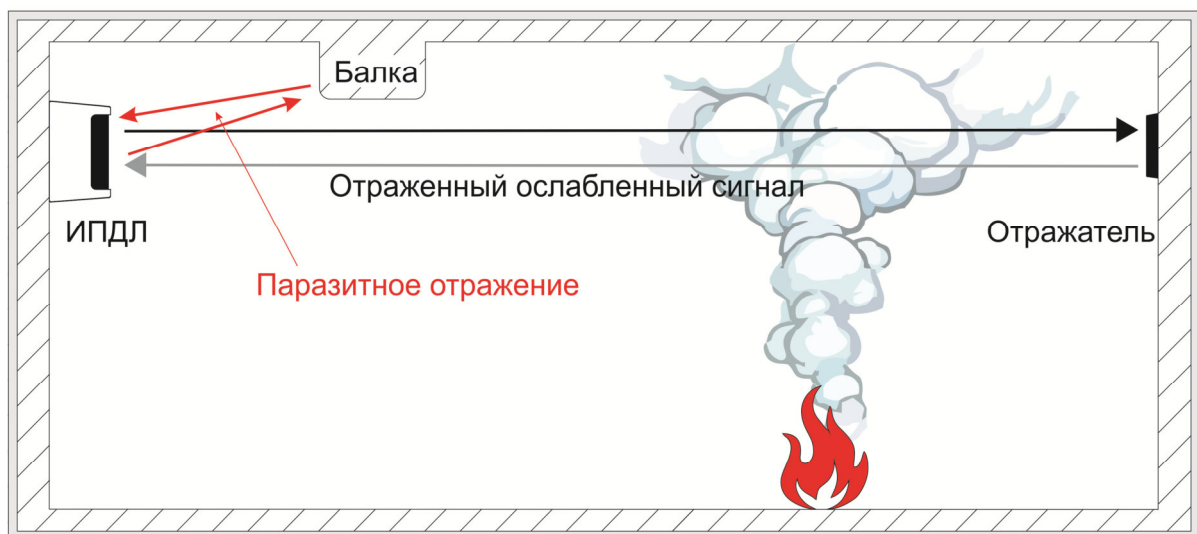 Балка
Отраженный ослабленный сигнал
ИПДЛ
Отражатель
Паразитное отражение